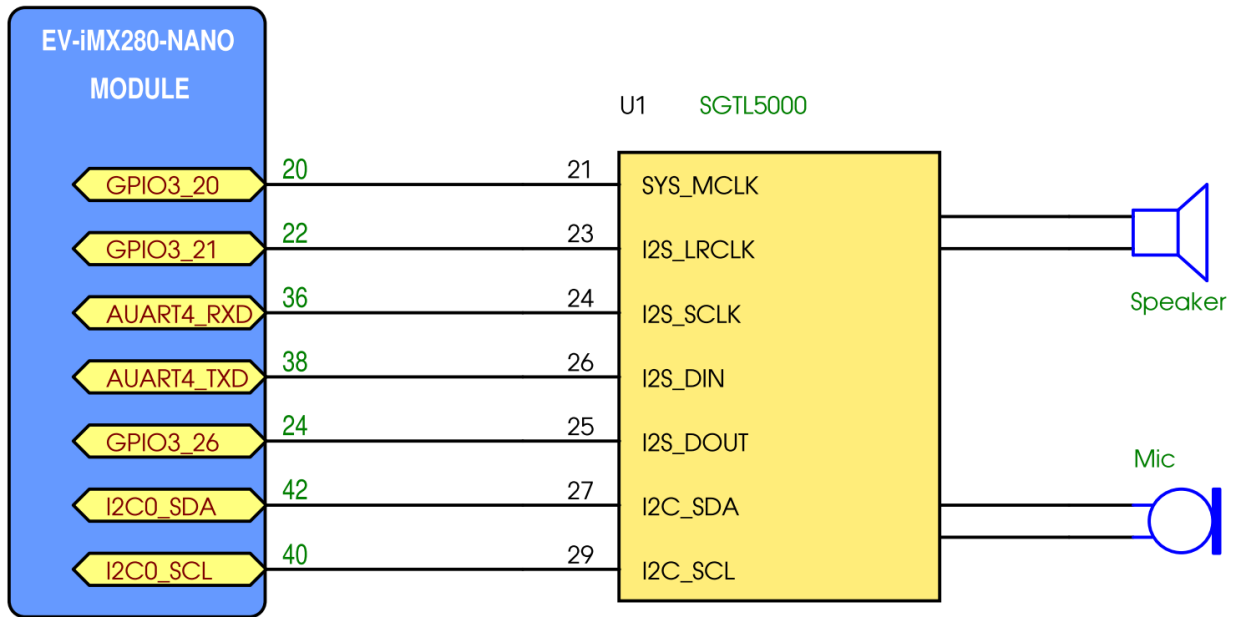 EV-iMX280-NANO
MODULE
U1 SGTL5000
GPIO3_20 20 21 SYS_MCLK
GPIO3_21 22 23 I2S_LRCLK
AUART4_RXD 36 24 I2S_SCLK
Speaker
AUART4_TXD 38 26 I2S_DIN
GPIO3_26 24 25 I2S_DOUT
Mic
I2C0_SDA 42 27 I2C_SDA
I2C0_SCL 40 29 I2C_SCL